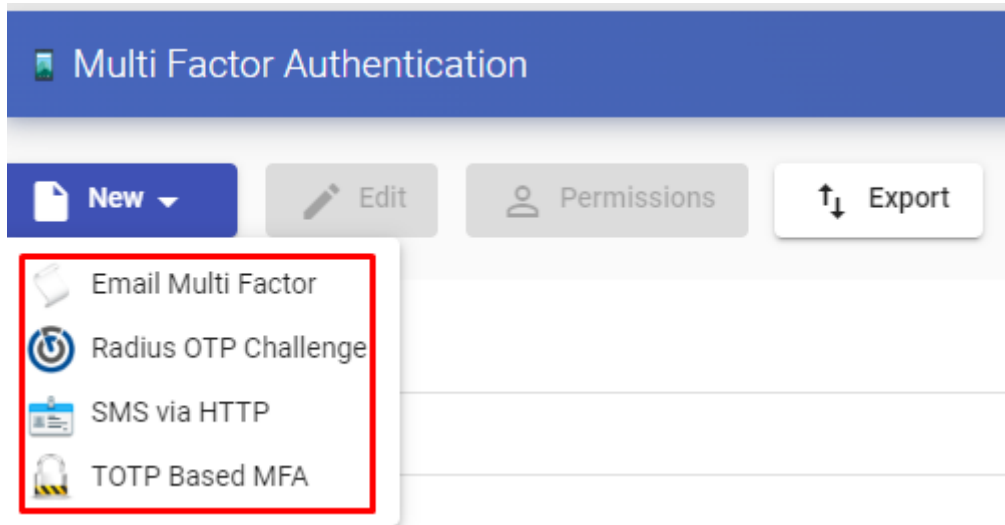 Multi Factor Authentication
New Edit Permissions Export
Email Multi Factor
Radius OTP Challenge
SMS via HTTP
TOTP Based MFA